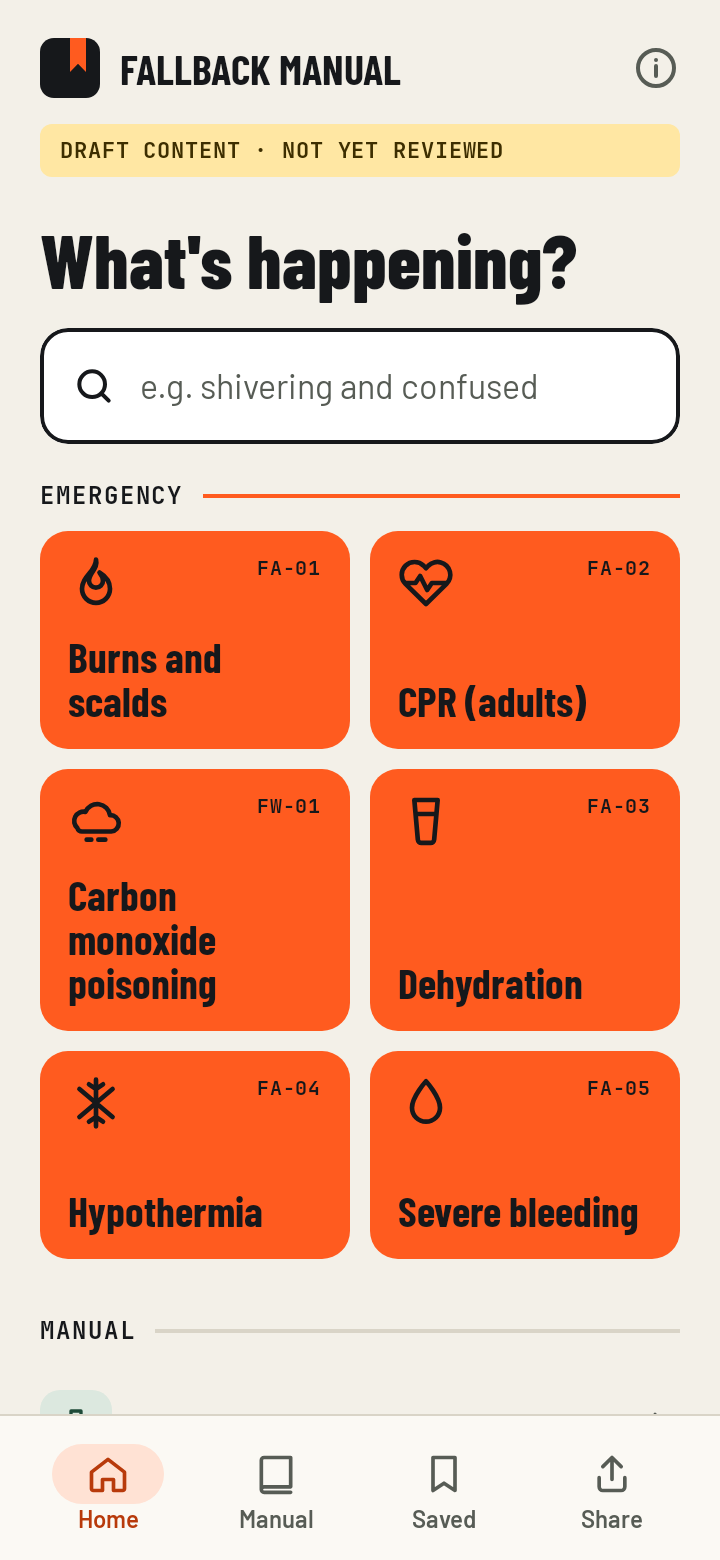 FALLBACK MANUAL
DRAFT CONTENT · NOT YET REVIEWED
What's happening?
e.g. shivering and confused
EMERGENCY
FA-01
Burns and
scalds
FA-02
CPR (adults)
FW-01
Carbon
monoxide
poisoning
FA-03
Dehydration
FA-04
Hypothermia
FA-05
Severe bleeding
MANUAL
Home
Manual
Saved
Share